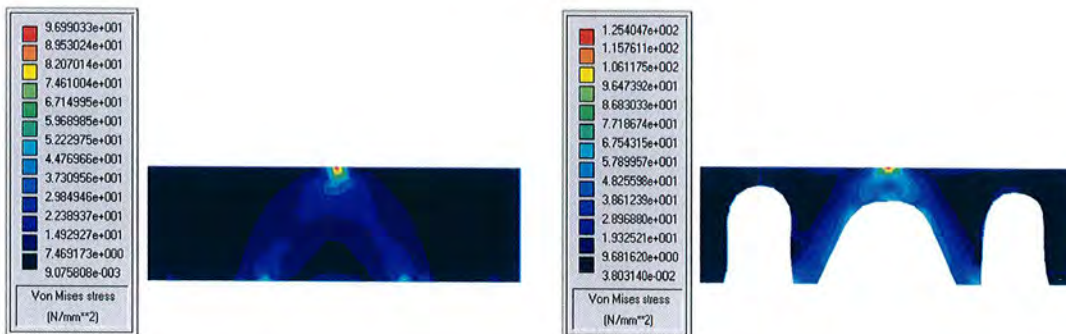 9.699033e+001
8.953024e+001
8.207014e+001
7.461004e+001
6.714995e+001
5.968985e+001
5.222975e+001
4.476966e+001
3.730956e+001
2.984946e+001
2.238937e+001
1.492927e+001
7.469173e+000
9.075808e-003
Von Mises stress
(N/mm**2)
1.254047e+002
1.157611e+002
1.061175e+002
9.647392e+001
8.683033e+001
7.718674e+001
6.754315e+001
5.789957e+001
4.825598e+001
3.861239e+001
2.896880e+001
1.932521e+001
9.681620e+000
3.803140e-002
Von Mises stress
(N/mm**2)